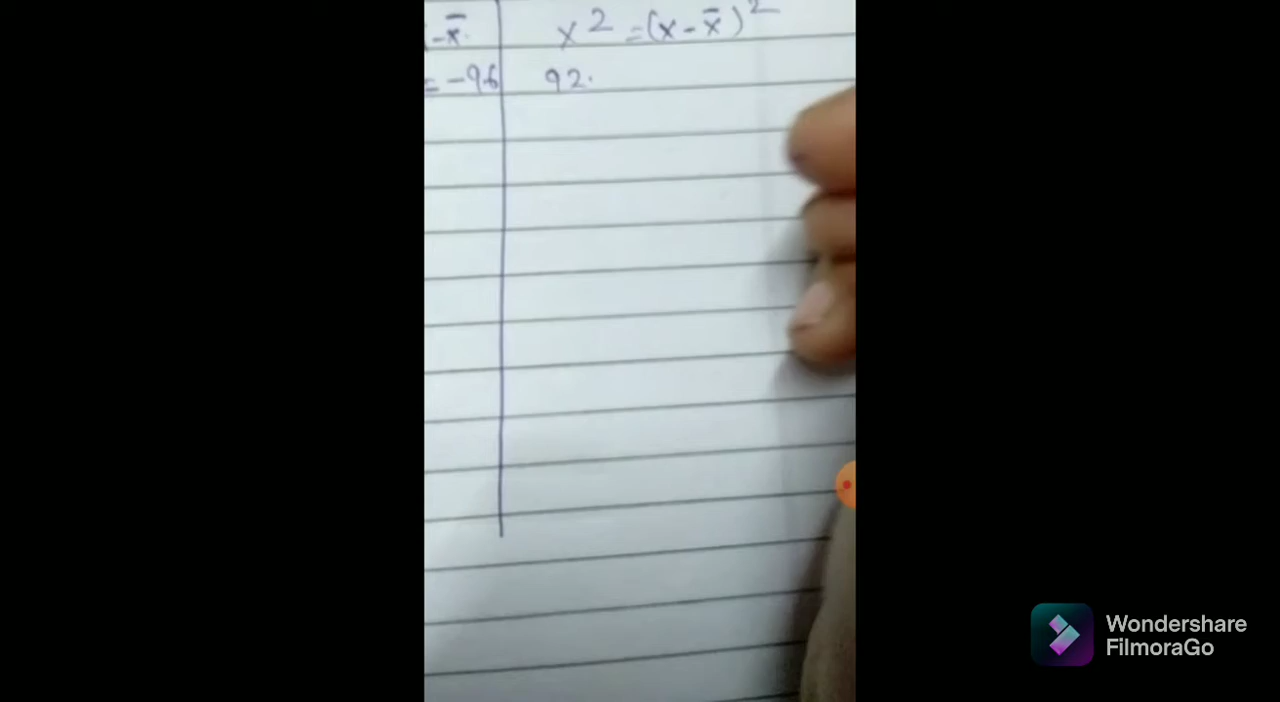 -x̄ x² = (x - x̄)²
= -96 92.
Wondershare
FilmoraGo